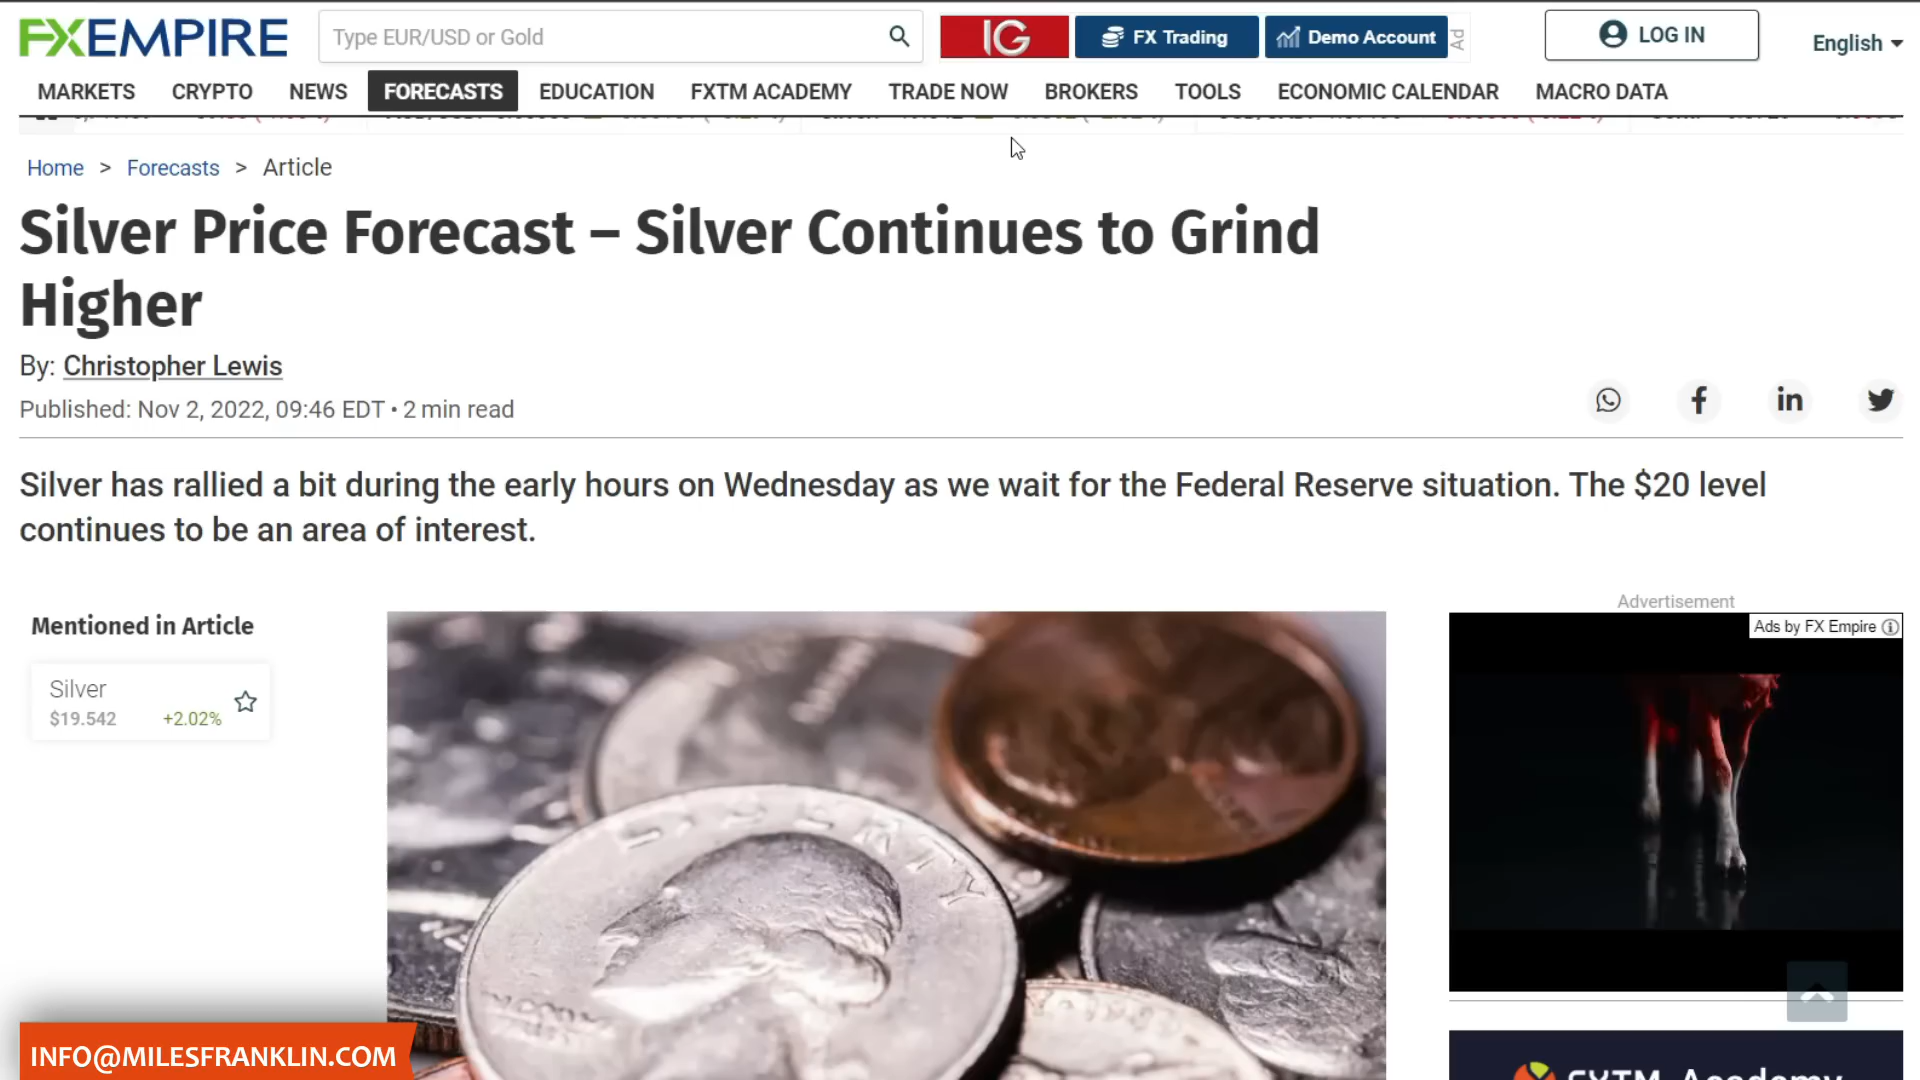 FXEMPIRE
Type EUR/USD or Gold
IG
FX Trading
Demo Account
Ad
LOG IN
English
MARKETS CRYPTO NEWS FORECASTS EDUCATION FXTM ACADEMY TRADE NOW BROKERS TOOLS ECONOMIC CALENDAR MACRO DATA
Home > Forecasts > Article
Silver Price Forecast – Silver Continues to Grind
Higher
By: Christopher Lewis
Published: Nov 2, 2022, 09:46 EDT • 2 min read
Silver has rallied a bit during the early hours on Wednesday as we wait for the Federal Reserve situation. The $20 level
continues to be an area of interest.
Advertisement
Mentioned in Article
Ads by FX Empire
Silver
$19.542 +2.02%
LIBERTY
INFO@MILESFRANKLIN.COM
FXTM Academy